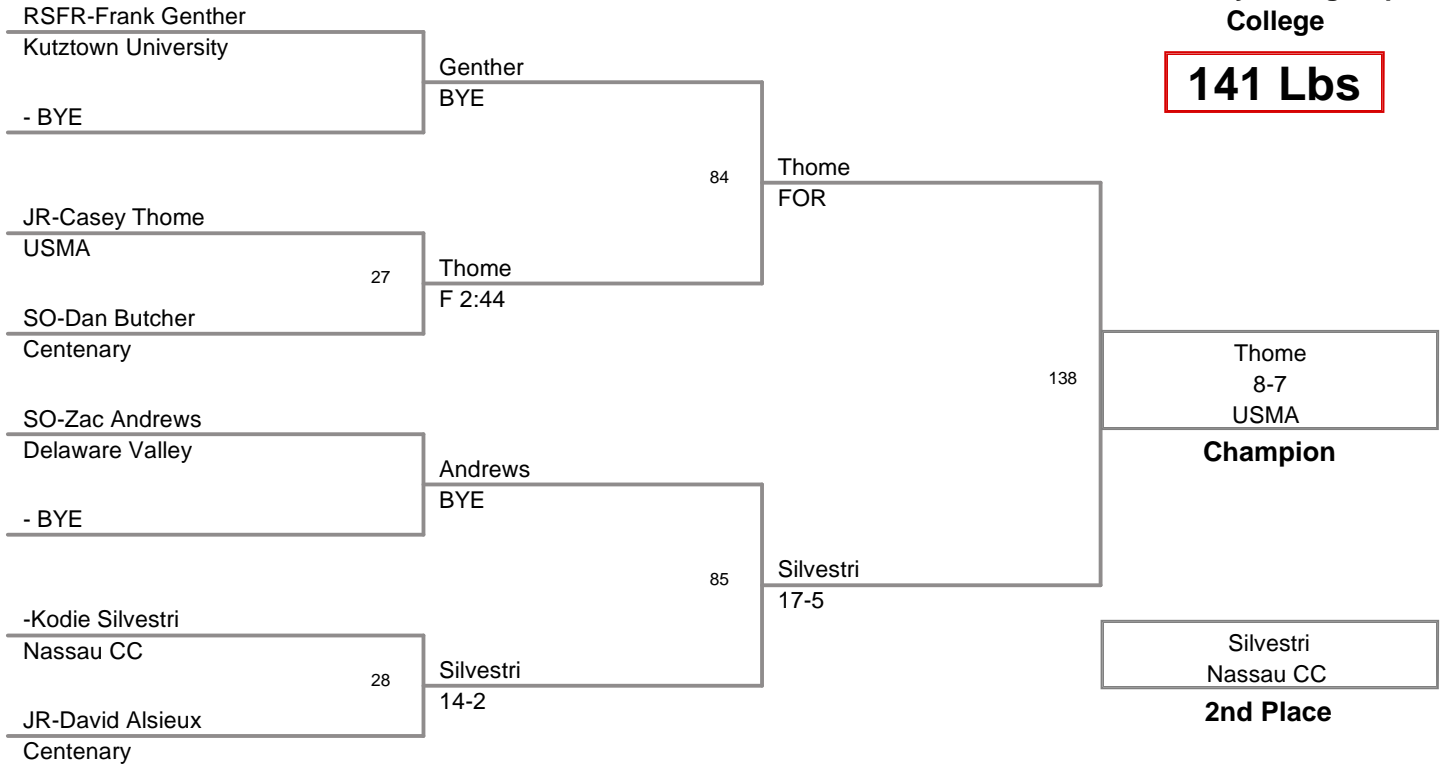 College
141 Lbs
RSFR-Frank Genther
Kutztown University
- BYE
JR-Casey Thome
USMA
27
SO-Dan Butcher
Centenary
SO-Zac Andrews
Delaware Valley
- BYE
-Kodie Silvestri
Nassau CC
28
JR-David Alsieux
Centenary
Genther
BYE
84
Thome
F 2:44
Andrews
BYE
85
Silvestri
14-2
Thome
FOR
138
Silvestri
17-5
Thome
8-7
USMA
Champion
Silvestri
Nassau CC
2nd Place